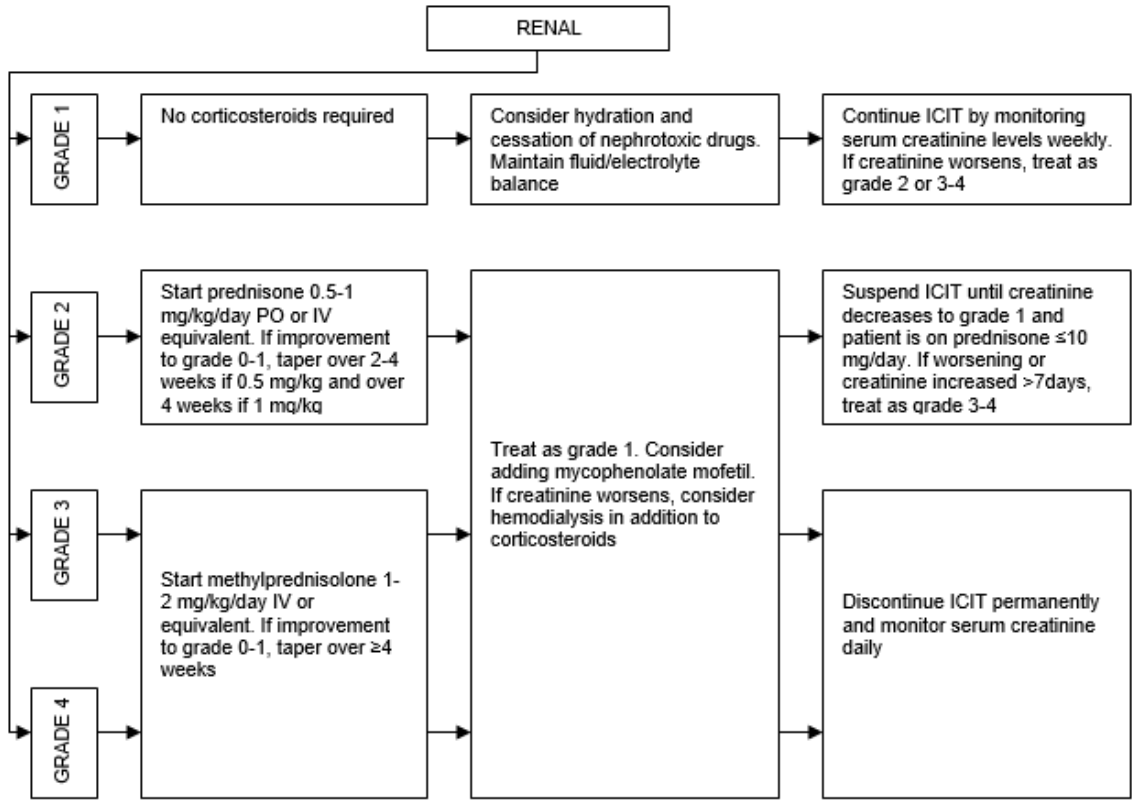 RENAL
GRADE 1
No corticosteroids required
Consider hydration and
cessation of nephrotoxic drugs.
Maintain fluid/electrolyte
balance
Continue ICIT by monitoring
serum creatinine levels weekly.
If creatinine worsens, treat as
grade 2 or 3-4
GRADE 2
Start prednisone 0.5-1
mg/kg/day PO or IV
equivalent. If improvement
to grade 0-1, taper over 2-4
weeks if 0.5 mg/kg and over
4 weeks if 1 mg/kg
Suspend ICIT until creatinine
decreases to grade 1 and
patient is on prednisone ≤10
mg/day. If worsening or
creatinine increased >7days,
treat as grade 3-4
Treat as grade 1. Consider
adding mycophenolate mofetil.
If creatinine worsens, consider
hemodialysis in addition to
corticosteroids
GRADE 3
Start methylprednisolone 1-
2 mg/kg/day IV or
equivalent. If improvement
to grade 0-1, taper over ≥4
weeks
Discontinue ICIT permanently
and monitor serum creatinine
daily
GRADE 4